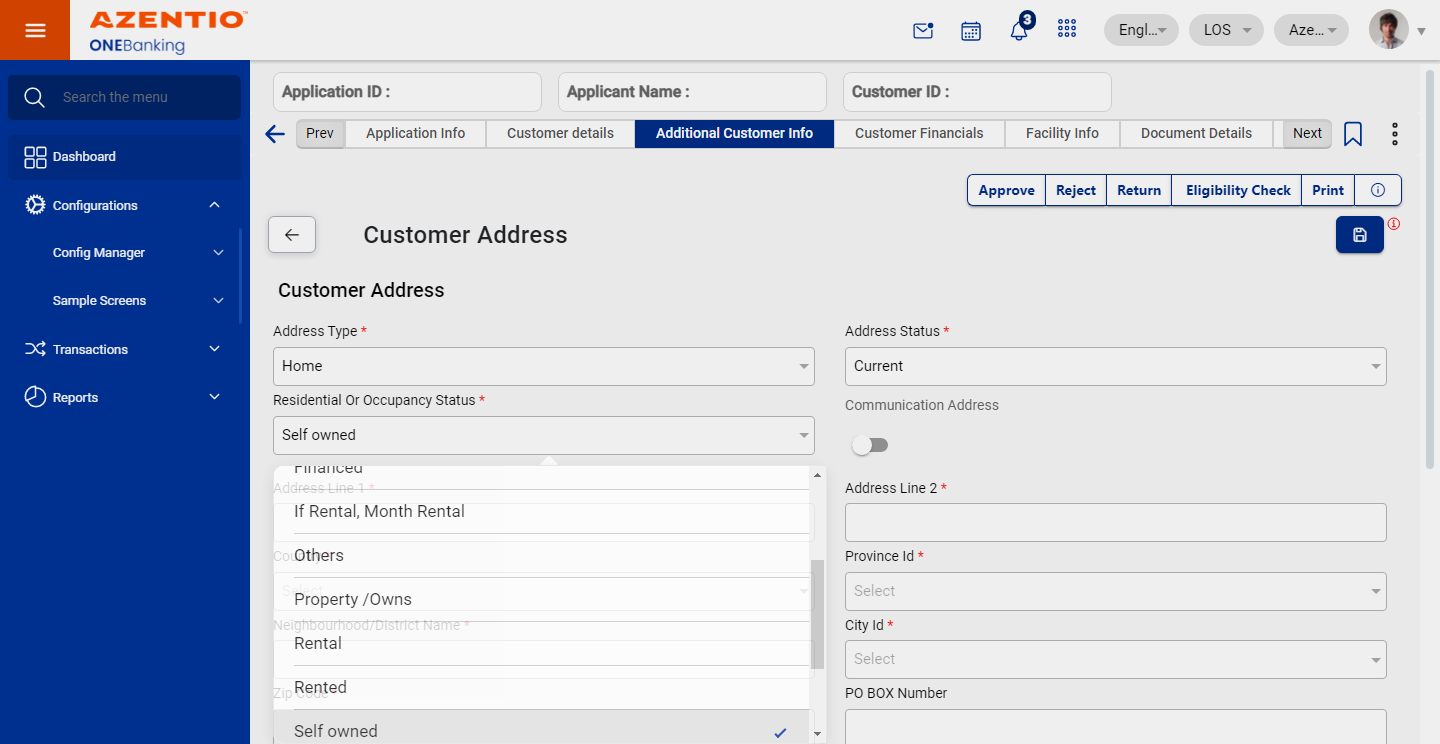 AZENTIO™
ONEBanking
3
Engl...
LOS
Aze...
Search the menu
Dashboard
Configurations
Config Manager
Sample Screens
Transactions
Reports
Application ID :
Applicant Name :
Customer ID :
Prev
Application Info
Customer details
Additional Customer Info
Customer Financials
Facility Info
Document Details
Next
Approve
Reject
Return
Eligibility Check
Print
Customer Address
Customer Address
Address Type *
Address Status *
Home
Current
Residential Or Occupancy Status *
Communication Address
Self owned
Financed
Address Line 1 *
Address Line 2 *
If Rental, Month Rental
Others
Province Id *
Select
Select
Property /Owns
Neighbourhood/District Name *
City Id *
Rental
Select
Rented
Zip Code
PO BOX Number
Self owned